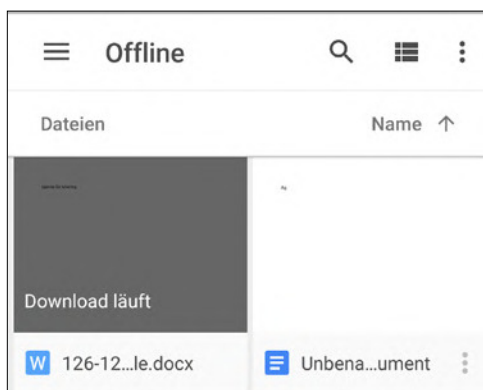 Offline
Dateien Name
Download läuft
W 126-12...le.docx Unbena...ument